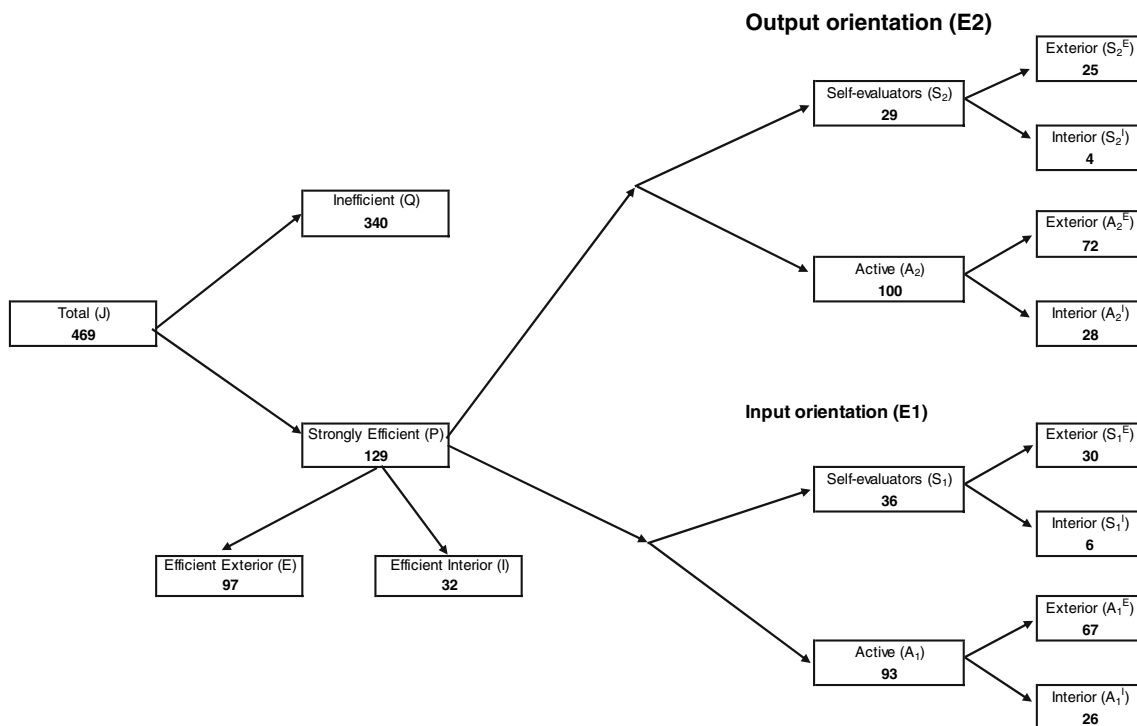 Output orientation (E2)
Exterior (S₂ᴱ)
25
Self-evaluators (S₂)
29
Interior (S₂ᴵ)
4
Inefficient (Q)
340
Exterior (A₂ᴱ)
72
Active (A₂)
100
Total (J)
469
Interior (A₂ᴵ)
28
Input orientation (E1)
Strongly Efficient (P)
129
Exterior (S₁ᴱ)
30
Self-evaluators (S₁)
36
Interior (S₁ᴵ)
6
Efficient Exterior (E)
97
Efficient Interior (I)
32
Exterior (A₁ᴱ)
67
Active (A₁)
93
Interior (A₁ᴵ)
26